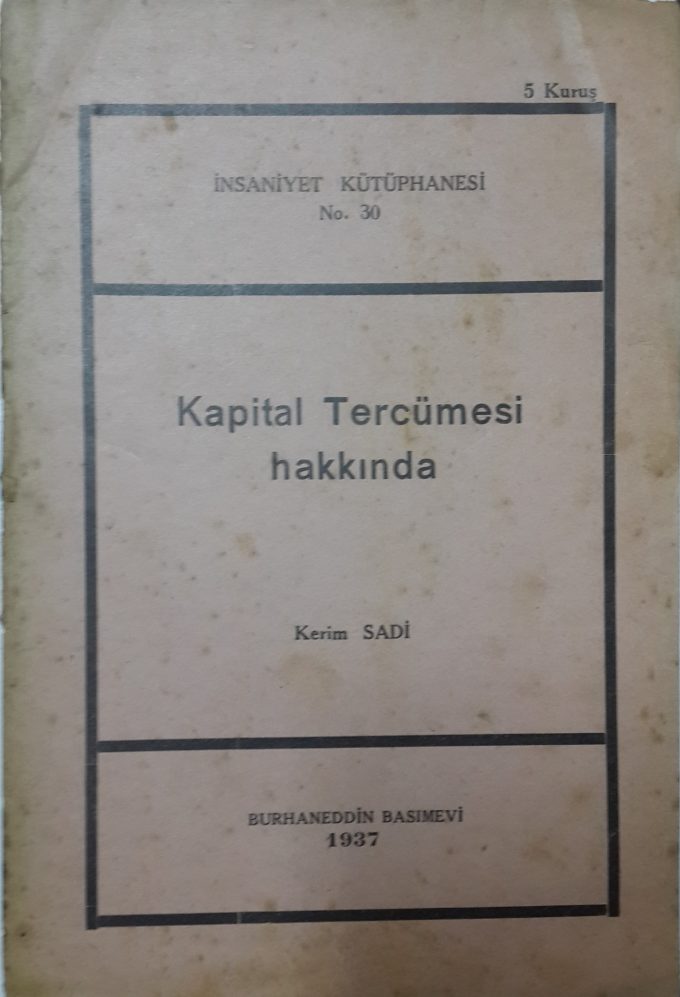 5 Kuruş
İNSANİYET KÜTÜPHANESİ
No. 30
Kapital Tercümesi
hakkında
Kerim SADİ
BURHANEDDİN BASIMEVİ
1937